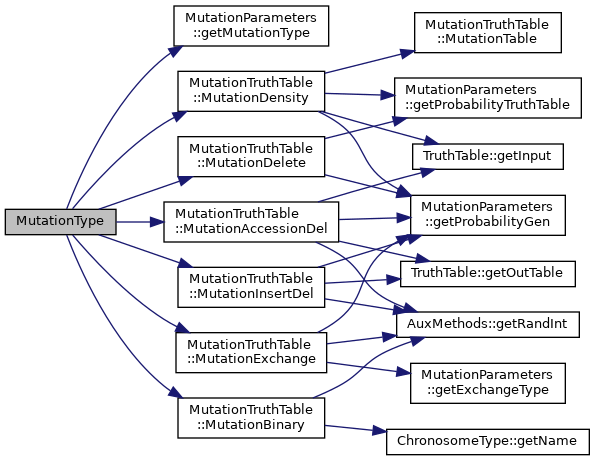 MutationType
MutationParameters
::getMutationType
MutationTruthTable
::MutationDensity
MutationTruthTable
::MutationDelete
MutationTruthTable
::MutationAccessionDel
MutationTruthTable
::MutationInsertDel
MutationTruthTable
::MutationExchange
MutationTruthTable
::MutationBinary
MutationTruthTable
::MutationTable
MutationParameters
::getProbabilityTruthTable
TruthTable::getInput
MutationParameters
::getProbabilityGen
TruthTable::getOutTable
AuxMethods::getRandInt
MutationParameters
::getExchangeType
ChronosomeType::getName